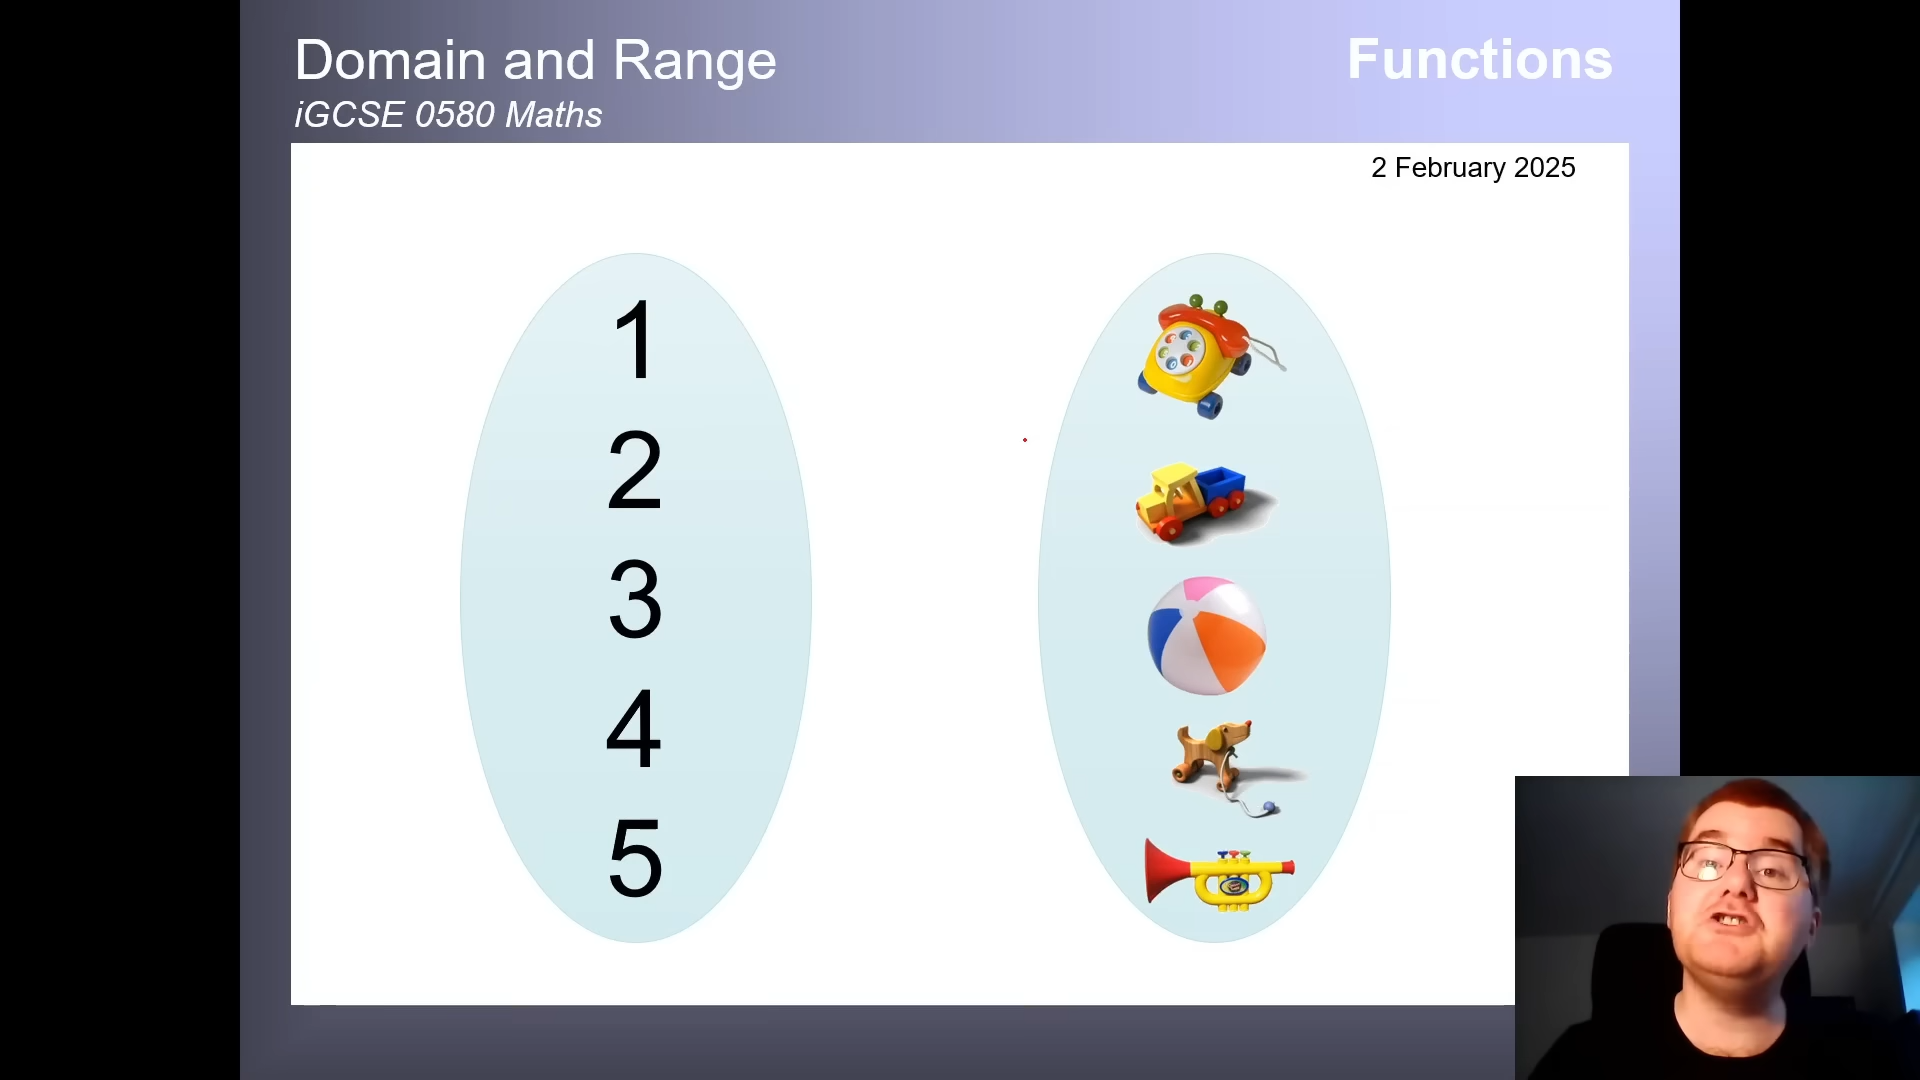 Domain and Range
Functions
iGCSE 0580 Maths
2 February 2025
1
2
3
4
5